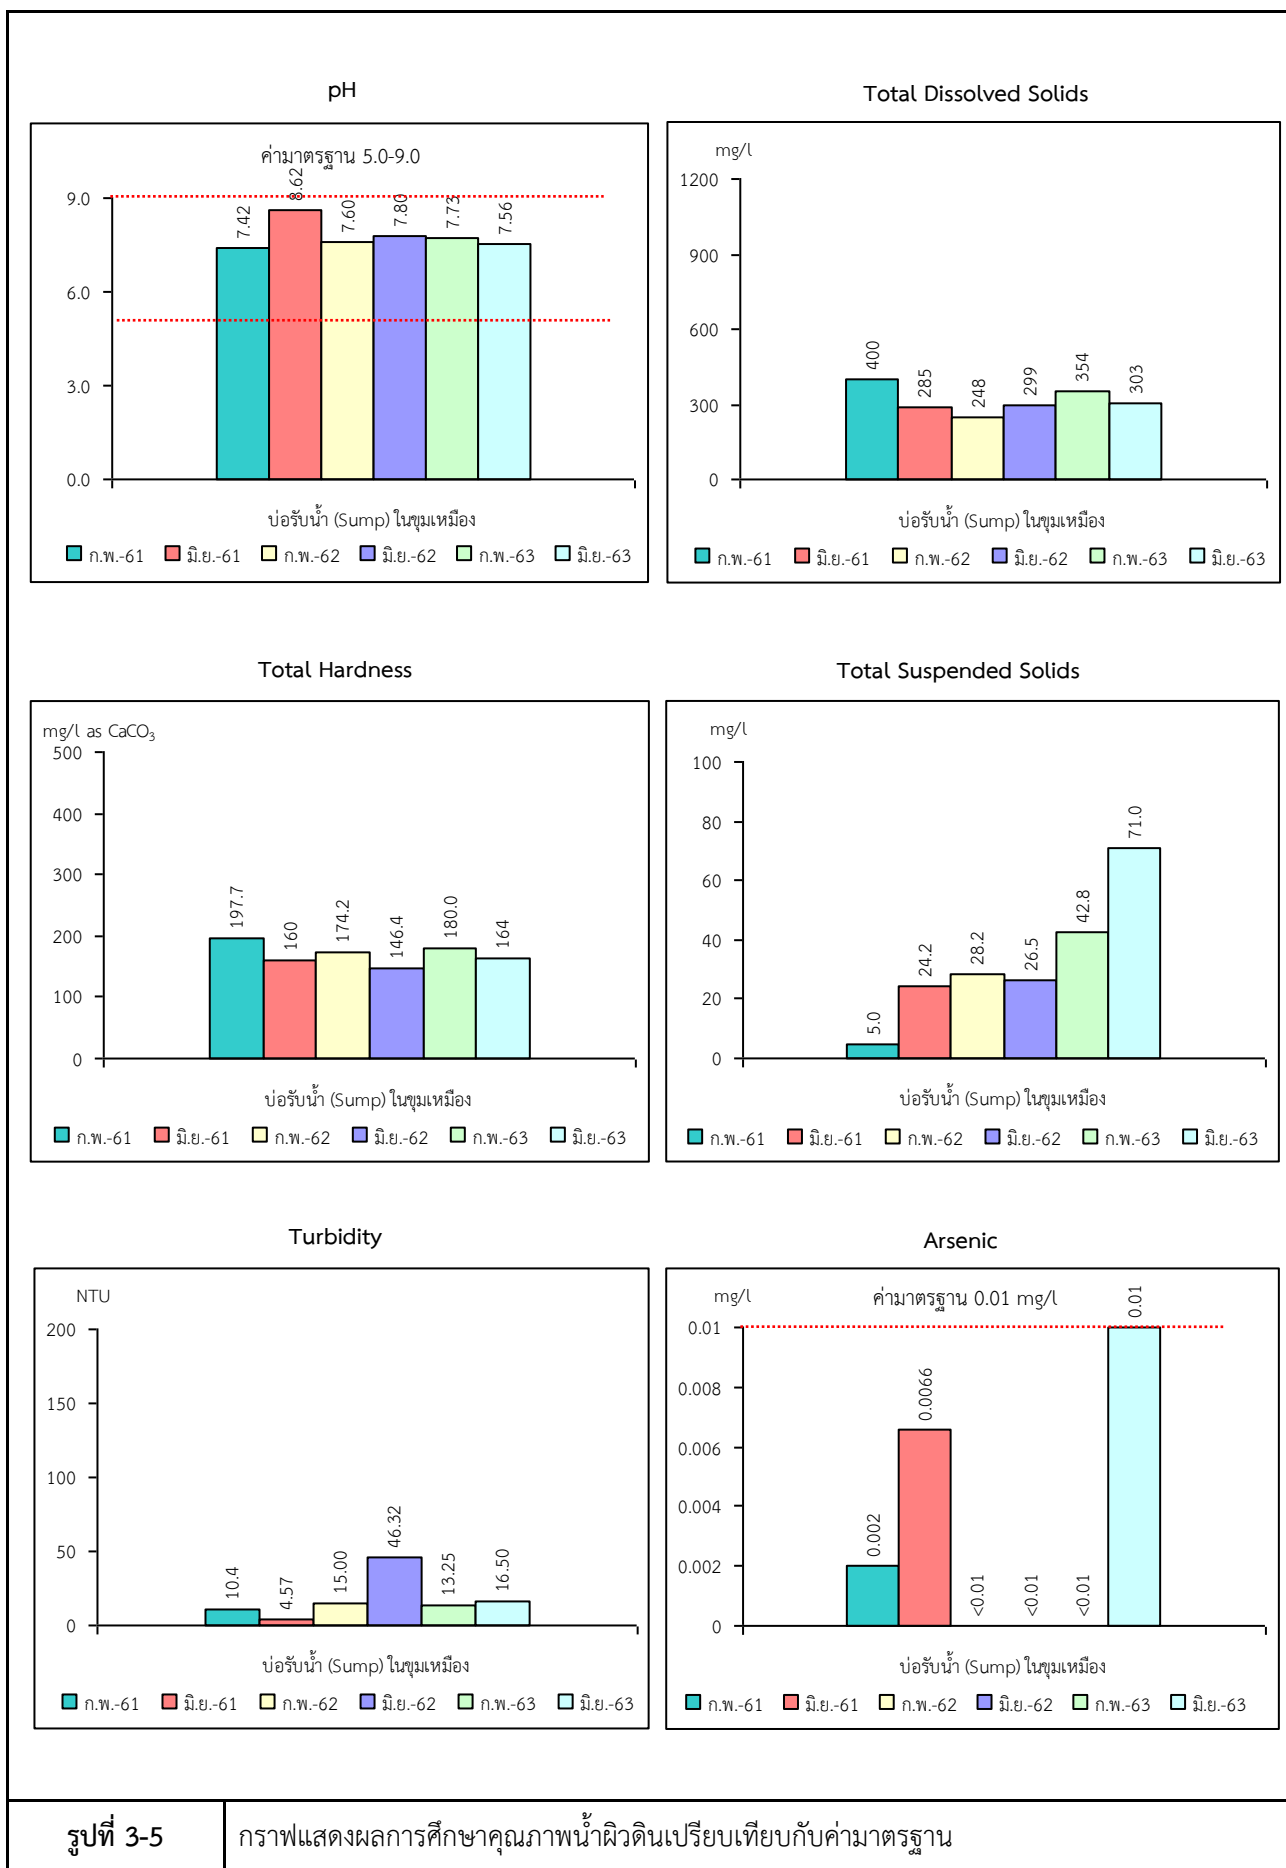 pH
ค่ามาตรฐาน 5.0-9.0
9.0
6.0
3.0
0.0
7.42
8.62
7.60
7.80
7.73
7.56
บ่อรับน้ำ (Sump) ในขุมเหมือง
ก.พ.-61 มิ.ย.-61 ก.พ.-62 มิ.ย.-62 ก.พ.-63 มิ.ย.-63
Total Dissolved Solids
mg/l
1200
900
600
300
0
400
285
248
299
354
303
บ่อรับน้ำ (Sump) ในขุมเหมือง
ก.พ.-61 มิ.ย.-61 ก.พ.-62 มิ.ย.-62 ก.พ.-63 มิ.ย.-63
Total Hardness
mg/l as CaCO₃
500
400
300
200
100
0
197.7
160
174.2
146.4
180.0
164
บ่อรับน้ำ (Sump) ในขุมเหมือง
ก.พ.-61 มิ.ย.-61 ก.พ.-62 มิ.ย.-62 ก.พ.-63 มิ.ย.-63
Total Suspended Solids
mg/l
100
80
60
40
20
0
5.0
24.2
28.2
26.5
42.8
71.0
บ่อรับน้ำ (Sump) ในขุมเหมือง
ก.พ.-61 มิ.ย.-61 ก.พ.-62 มิ.ย.-62 ก.พ.-63 มิ.ย.-63
Turbidity
NTU
200
150
100
50
0
10.4
4.57
15.00
46.32
13.25
16.50
บ่อรับน้ำ (Sump) ในขุมเหมือง
ก.พ.-61 มิ.ย.-61 ก.พ.-62 มิ.ย.-62 ก.พ.-63 มิ.ย.-63
Arsenic
mg/l
ค่ามาตรฐาน 0.01 mg/l
0.01
0.008
0.006
0.004
0.002
0
0.002
0.0066
<0.01
<0.01
<0.01
0.01
บ่อรับน้ำ (Sump) ในขุมเหมือง
ก.พ.-61 มิ.ย.-61 ก.พ.-62 มิ.ย.-62 ก.พ.-63 มิ.ย.-63
รูปที่ 3-5 กราฟแสดงผลการศึกษาคุณภาพน้ำผิวดินเปรียบเทียบกับค่ามาตรฐาน